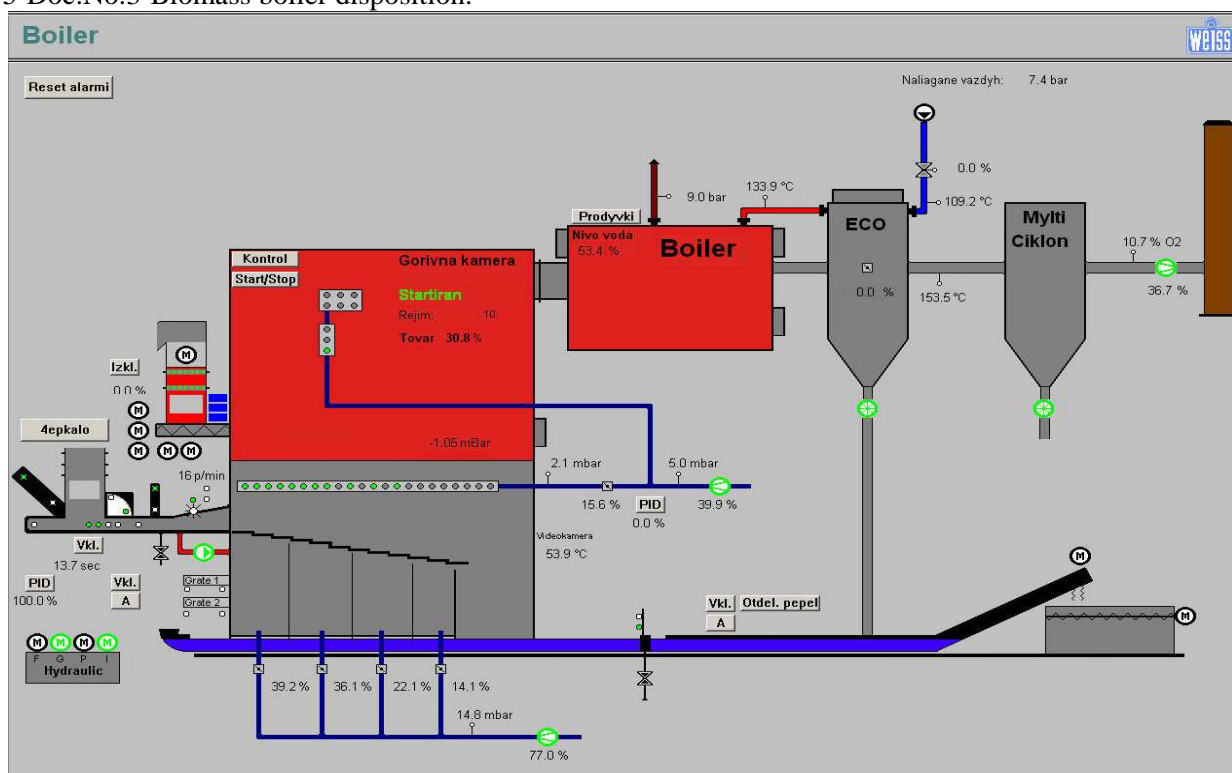 5 Doc.No.5 Biomass boiler disposition.
Boiler
weiss
Reset alarmi
Naliagane vazdyh: 7.4 bar
0.0 %
109.2 °C
133.9 °C
9.0 bar
Prodyvki
Nivo voda
53.4 %
Boiler
ECO
0.0 %
Mylti
Ciklon
10.7 % O2
36.7 %
153.5 °C
Kontrol
Start/Stop
Gorivna kamera
Startiran
Rejim: 10
Tovar 30.8 %
-1.05 mBar
Izkl.
0.0 %
M
M
M
M
M M
4epkalo
16 p/min
2.1 mbar
5.0 mbar
15.6 %
PID
0.0 %
39.9 %
Videokamera
53.9 °C
Vkl.
13.7 sec
PID
100.0 %
Vkl.
A
Grate 1
Grate 2
M M M M
F G P I
Hydraulic
Vkl. Otdel. pepel
A
M
M
39.2 % 36.1 % 22.1 % 14.1 %
14.8 mbar
77.0 %